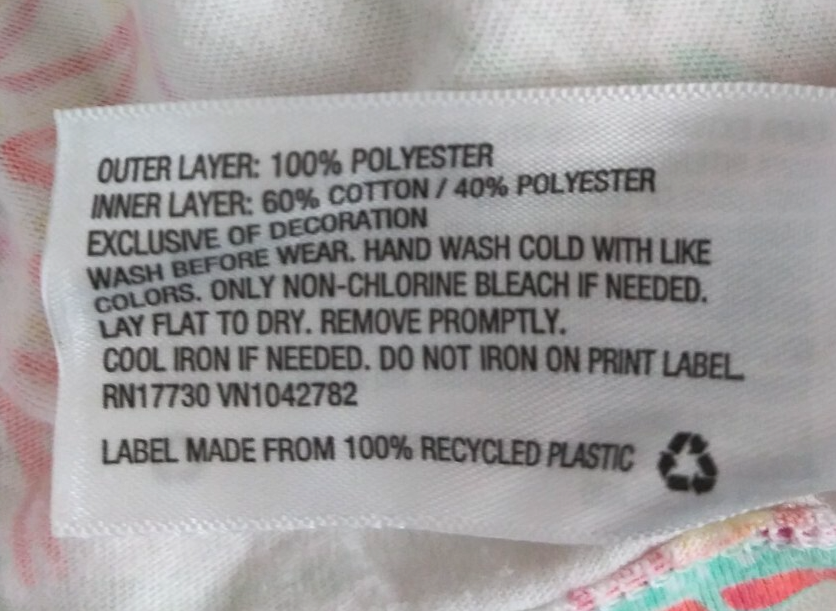 OUTER LAYER: 100% POLYESTER
INNER LAYER: 60% COTTON / 40% POLYESTER
EXCLUSIVE OF DECORATION
WASH BEFORE WEAR. HAND WASH COLD WITH LIKE
COLORS. ONLY NON-CHLORINE BLEACH IF NEEDED.
LAY FLAT TO DRY. REMOVE PROMPTLY.
COOL IRON IF NEEDED. DO NOT IRON ON PRINT LABEL.
RN17730 VN1042782
LABEL MADE FROM 100% RECYCLED PLASTIC